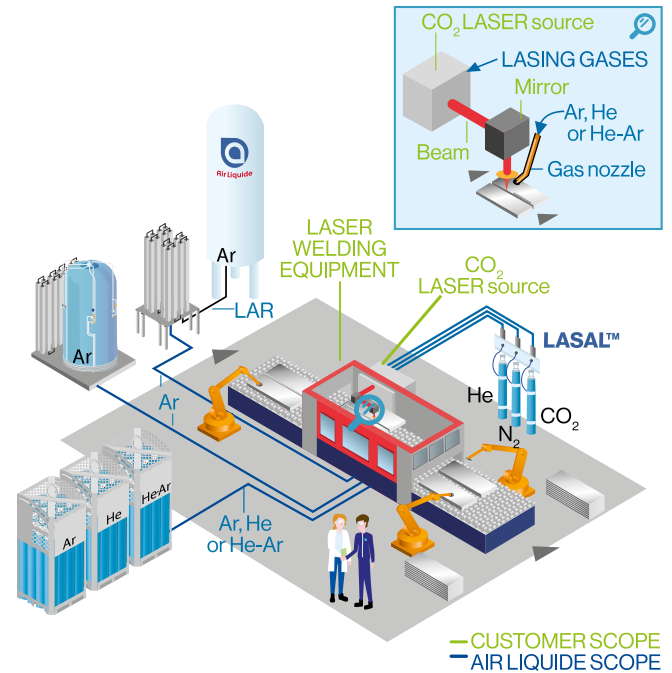 CO₂ LASER source
LASING GASES
Mirror
Ar, He
or He-Ar
Beam
Gas nozzle
Air Liquide
Ar
LAR
LASER
WELDING
EQUIPMENT
CO₂
LASER source
LASAL™
He
N₂
CO₂
Ar
Ar
Ar
He
He-Ar
Ar, He
or He-Ar
CUSTOMER SCOPE
AIR LIQUIDE SCOPE